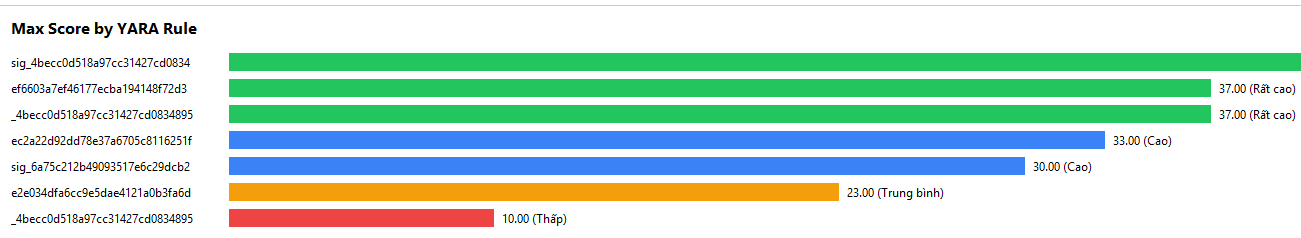 Max Score by YARA Rule
sig_4becc0d518a97cc31427cd0834
ef6603a7ef46177ecba194148f72d3 37.00 (Rất cao)
_4becc0d518a97cc31427cd0834895 37.00 (Rất cao)
ec2a22d92dd78e37a6705c8116251f 33.00 (Cao)
sig_6a75c212b49093517e6c29dcb2 30.00 (Cao)
e2e034dfa6cc9e5dae4121a0b3fa6d 23.00 (Trung bình)
_4becc0d518a97cc31427cd0834895 10.00 (Thấp)